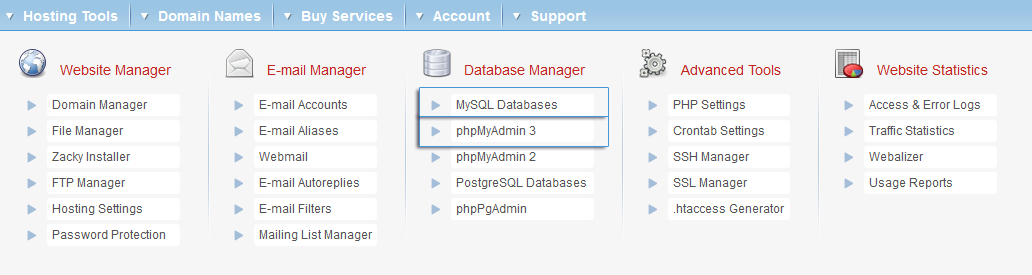 Hosting Tools Domain Names Buy Services Account Support
Website Manager
Domain Manager
File Manager
Zacky Installer
FTP Manager
Hosting Settings
Password Protection
E-mail Manager
E-mail Accounts
E-mail Aliases
Webmail
E-mail Autoreplies
E-mail Filters
Mailing List Manager
Database Manager
MySQL Databases
phpMyAdmin 3
phpMyAdmin 2
PostgreSQL Databases
phpPgAdmin
Advanced Tools
PHP Settings
Crontab Settings
SSH Manager
SSL Manager
.htaccess Generator
Website Statistics
Access & Error Logs
Traffic Statistics
Webalizer
Usage Reports